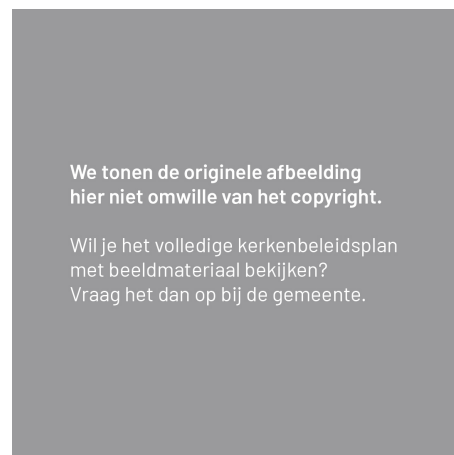 We tonen de originele afbeelding
hier niet omwille van het copyright.
Wil je het volledige kerkenbeleidsplan
met beeldmateriaal bekijken?
Vraag het dan op bij de gemeente.